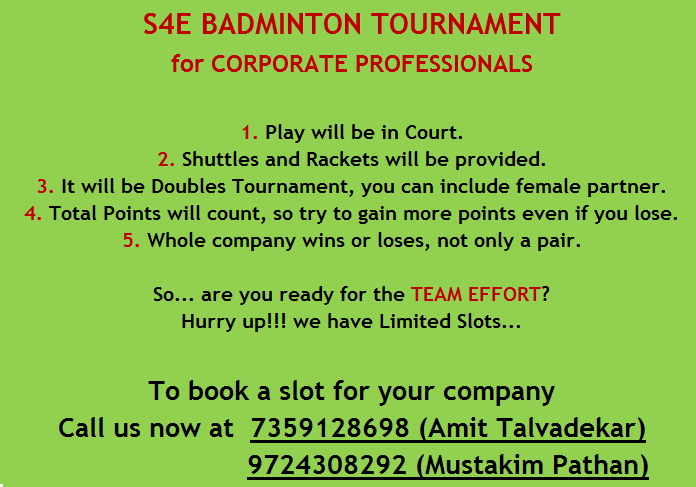 S4E BADMINTON TOURNAMENT
for CORPORATE PROFESSIONALS
1. Play will be in Court.
2. Shuttles and Rackets will be provided.
3. It will be Doubles Tournament, you can include female partner.
4. Total Points will count, so try to gain more points even if you lose.
5. Whole company wins or loses, not only a pair.
So... are you ready for the TEAM EFFORT?
Hurry up!!! we have Limited Slots...
To book a slot for your company
Call us now at 7359128698 (Amit Talvadekar)
9724308292 (Mustakim Pathan)